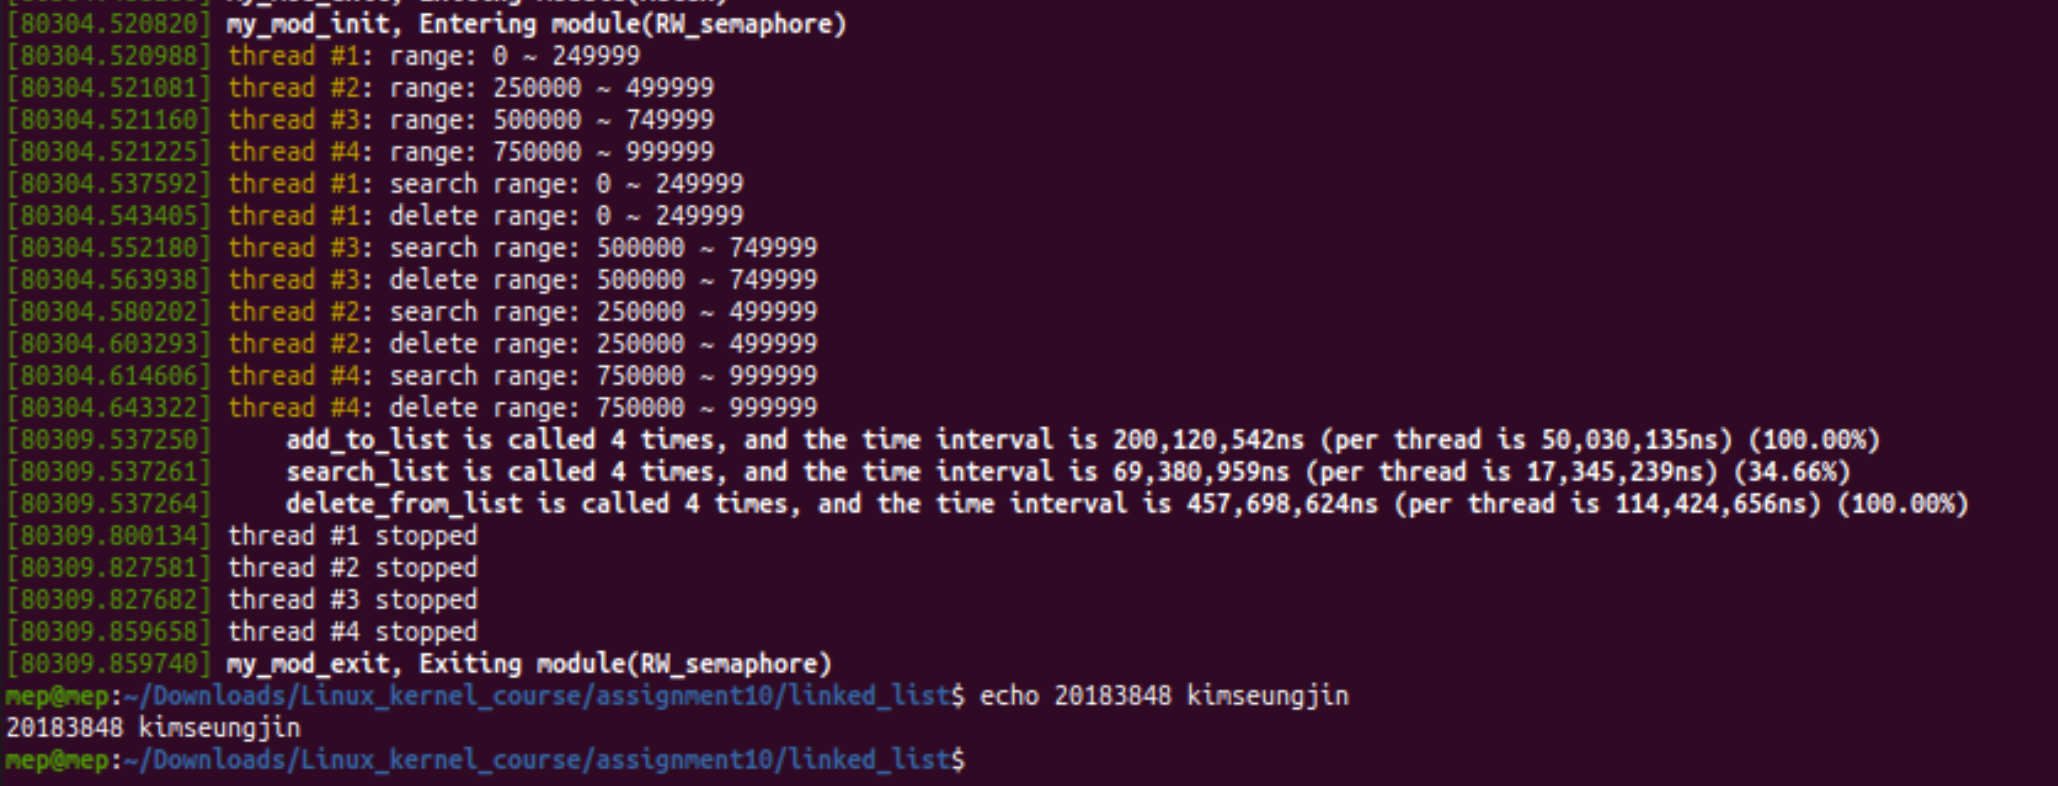 [80304.520820] my_mod_init, Entering module(RW_semaphore)
[80304.520988] thread #1: range: 0 ~ 249999
[80304.521081] thread #2: range: 250000 ~ 499999
[80304.521160] thread #3: range: 500000 ~ 749999
[80304.521225] thread #4: range: 750000 ~ 999999
[80304.537592] thread #1: search range: 0 ~ 249999
[80304.543405] thread #1: delete range: 0 ~ 249999
[80304.552180] thread #3: search range: 500000 ~ 749999
[80304.563938] thread #3: delete range: 500000 ~ 749999
[80304.580202] thread #2: search range: 250000 ~ 499999
[80304.603293] thread #2: delete range: 250000 ~ 499999
[80304.614606] thread #4: search range: 750000 ~ 999999
[80304.643322] thread #4: delete range: 750000 ~ 999999
[80309.537250] add_to_list is called 4 times, and the time interval is 200,120,542ns (per thread is 50,030,135ns) (100.00%)
[80309.537261] search_list is called 4 times, and the time interval is 69,380,959ns (per thread is 17,345,239ns) (34.66%)
[80309.537264] delete_from_list is called 4 times, and the time interval is 457,698,624ns (per thread is 114,424,656ns) (100.00%)
[80309.800134] thread #1 stopped
[80309.827581] thread #2 stopped
[80309.827682] thread #3 stopped
[80309.859658] thread #4 stopped
[80309.859740] my_mod_exit, Exiting module(RW_semaphore)
mep@mep:~/Downloads/Linux_kernel_course/assignment10/linked_list$ echo 20183848 kimseungjin
20183848 kimseungjin
mep@mep:~/Downloads/Linux_kernel_course/assignment10/linked_list$